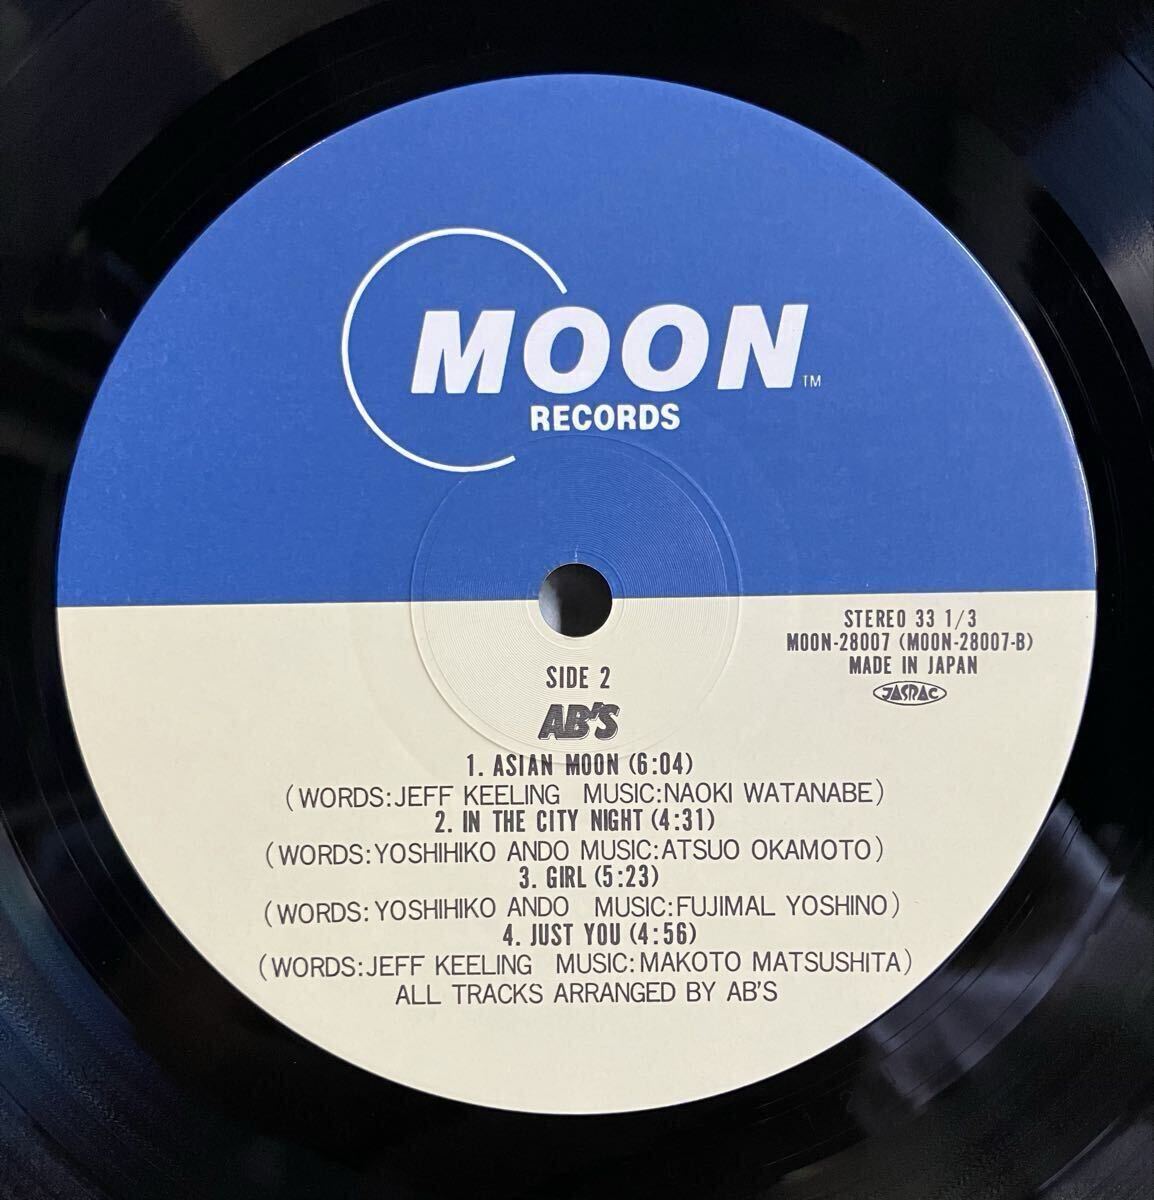 MOON™
RECORDS
STEREO 33 1/3
MOON-28007 (MOON-28007-B)
MADE IN JAPAN
JASRAC
SIDE 2
AB'S
1. ASIAN MOON (6:04)
(WORDS:JEFF KEELING MUSIC:NAOKI WATANABE)
2. IN THE CITY NIGHT (4:31)
(WORDS:YOSHIHIKO ANDO MUSIC:ATSUO OKAMOTO)
3. GIRL (5:23)
(WORDS:YOSHIHIKO ANDO MUSIC:FUJIMAL YOSHINO)
4. JUST YOU (4:56)
(WORDS:JEFF KEELING MUSIC:MAKOTO MATSUSHITA)
ALL TRACKS ARRANGED BY AB'S